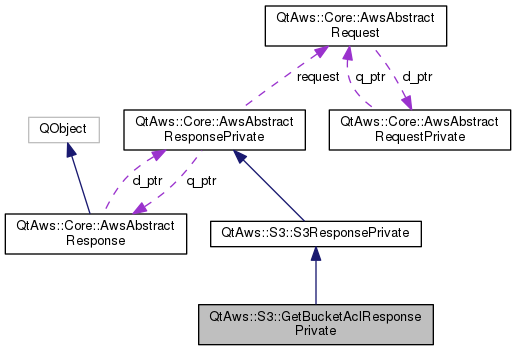 QtAws::Core::AwsAbstract
Request
request
q_ptr
d_ptr
QObject
QtAws::Core::AwsAbstract
ResponsePrivate
QtAws::Core::AwsAbstract
RequestPrivate
d_ptr
q_ptr
QtAws::Core::AwsAbstract
Response
QtAws::S3::S3ResponsePrivate
QtAws::S3::GetBucketAclResponse
Private